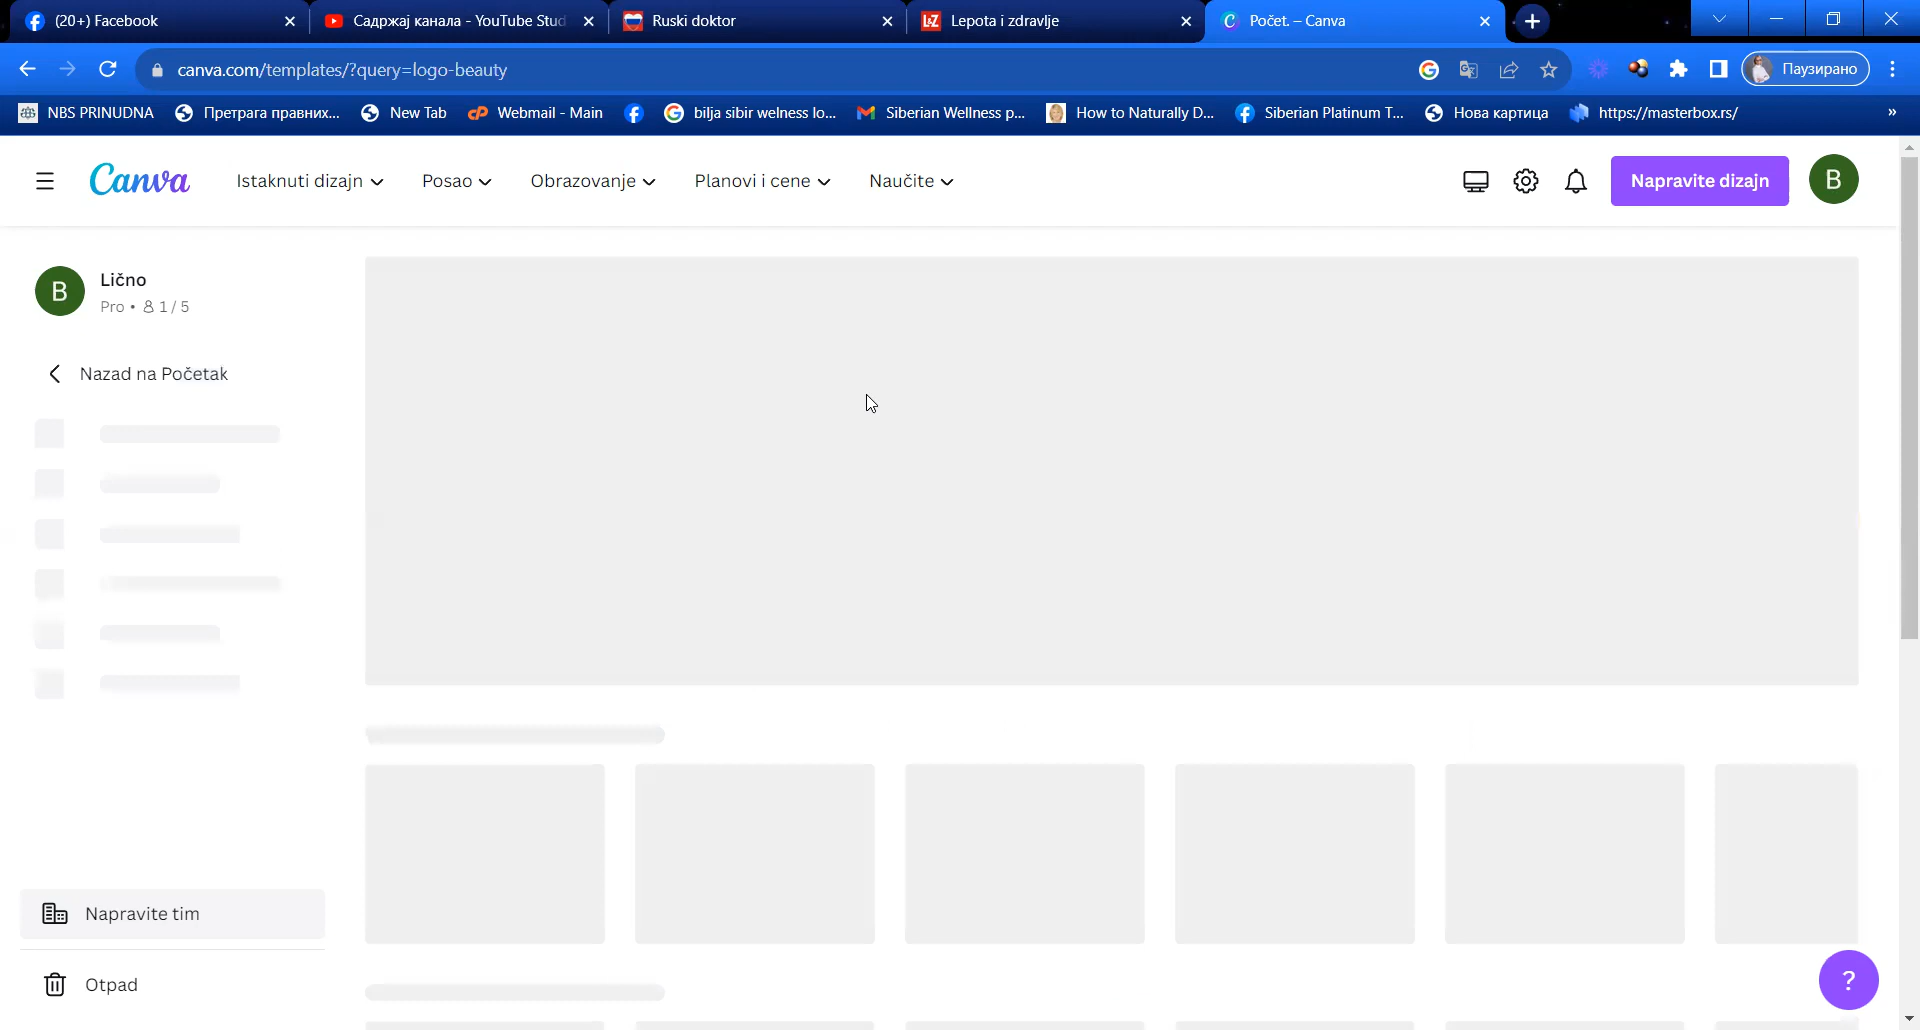 (20+) Facebook
Садржај канала - YouTube Stud
Ruski doktor
L&Z Lepota i zdravlje
Počet. – Canva
canva.com/templates/?query=logo-beauty
Паузирано
NBS PRINUDNA
Претрага правних...
New Tab
Webmail - Main
bilja sibir welness lo...
Siberian Wellness p...
How to Naturally D...
Siberian Platinum T...
Нова картица
https://masterbox.rs/
»
Canva
Istaknuti dizajn
Posao
Obrazovanje
Planovi i cene
Naučite
Napravite dizajn
B
B
Lično
Pro • 1 / 5
Nazad na Početak
Napravite tim
Otpad
?